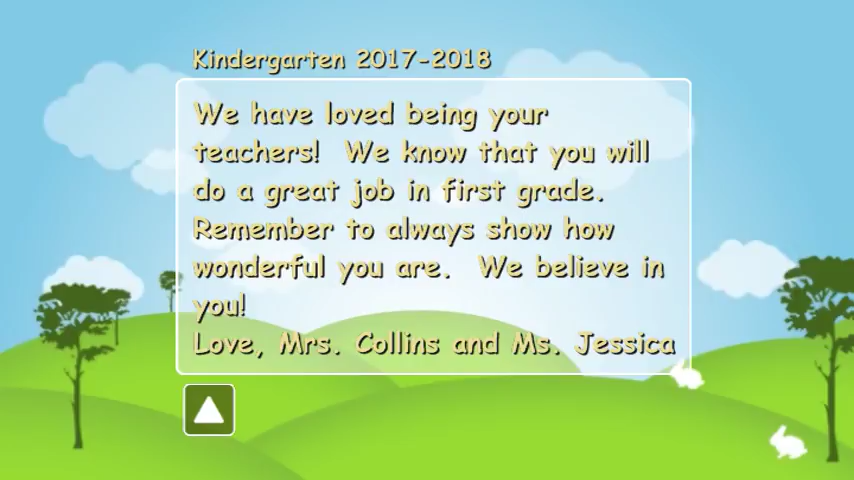 Kindergarten 2017-2018
We have loved being your
teachers!  We know that you will
do a great job in first grade.
Remember to always show how
wonderful you are.  We believe in
you!
Love, Mrs. Collins and Ms. Jessica